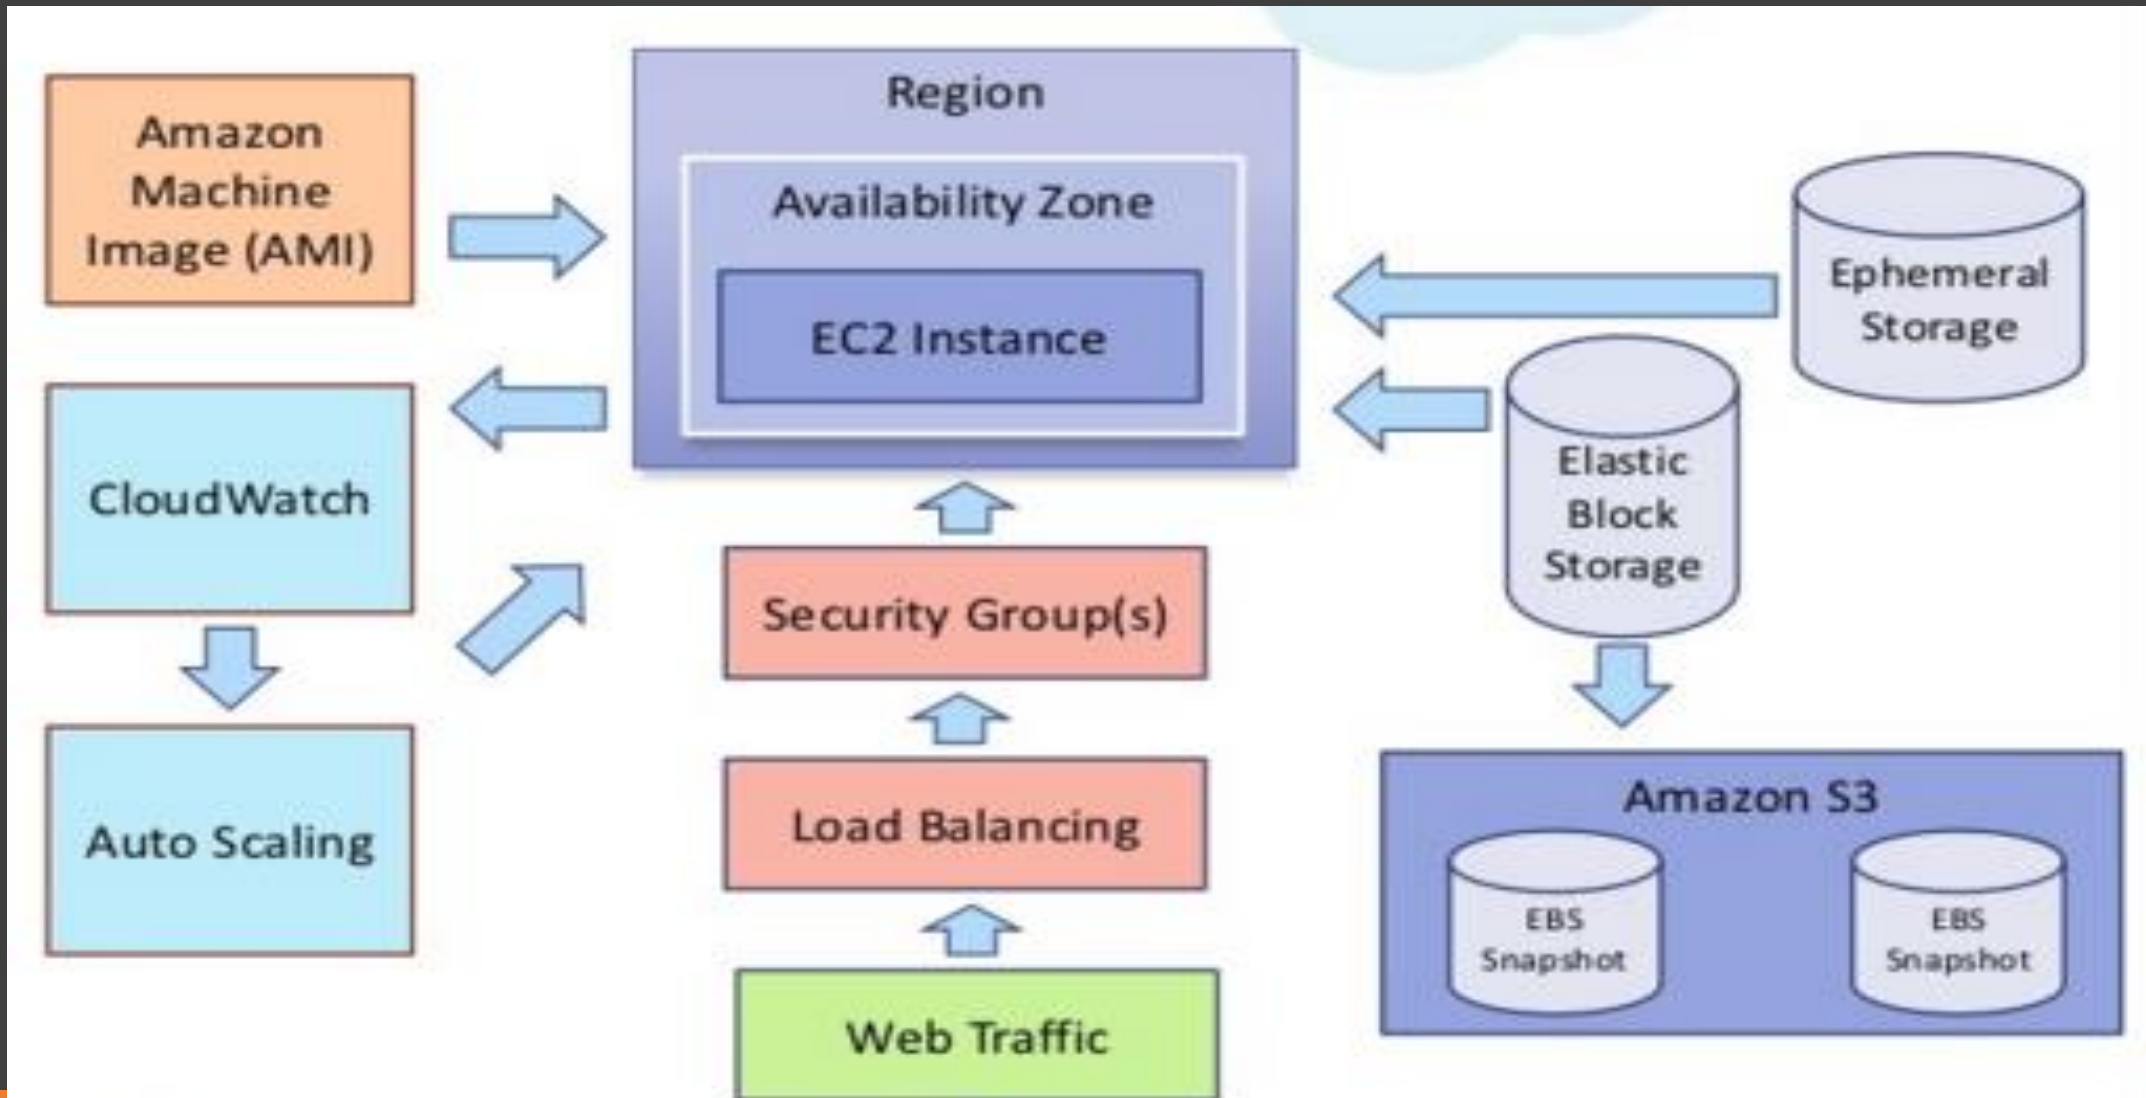 Amazon
Machine
Image (AMI)
Region
Availability Zone
EC2 Instance
Ephemeral
Storage
CloudWatch
Elastic
Block
Storage
Security Group(s)
Auto Scaling
Load Balancing
Amazon S3
EBS
Snapshot
EBS
Snapshot
Web Traffic